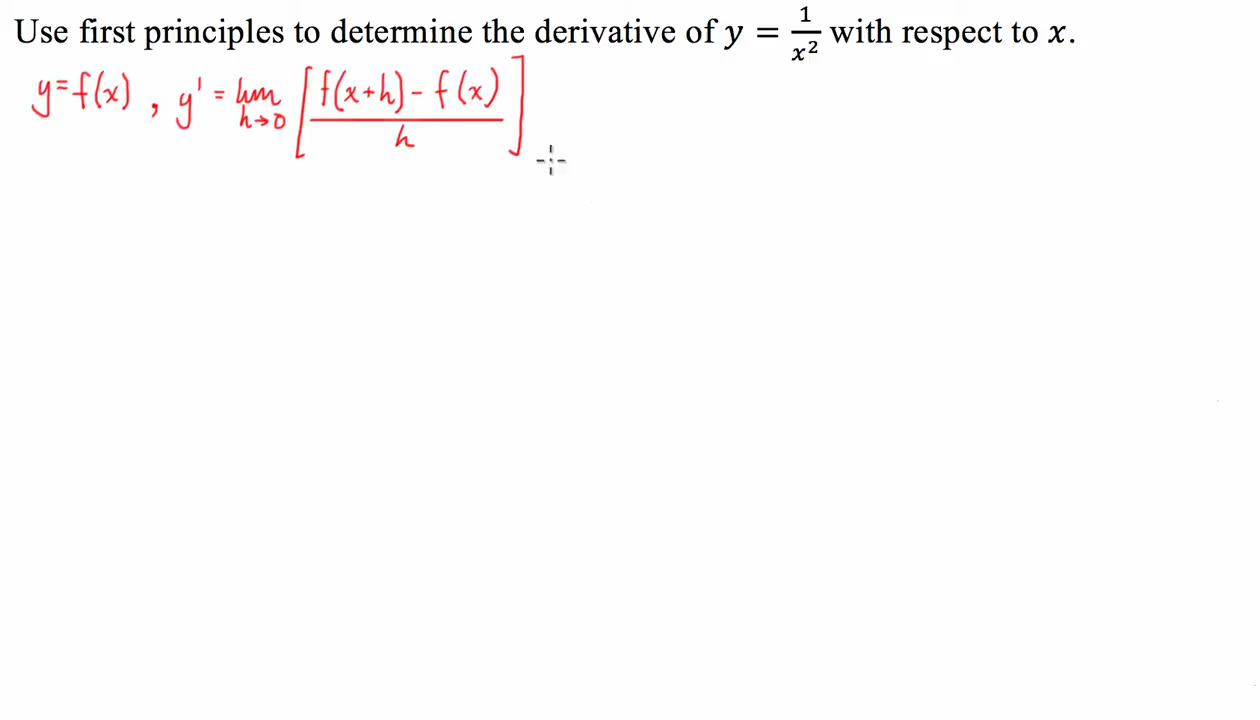 Use first principles to determine the derivative of y = 1/x² with respect to x.
y=f(x) , y' = lim h→0 [ f(x+h) - f(x) / h ]